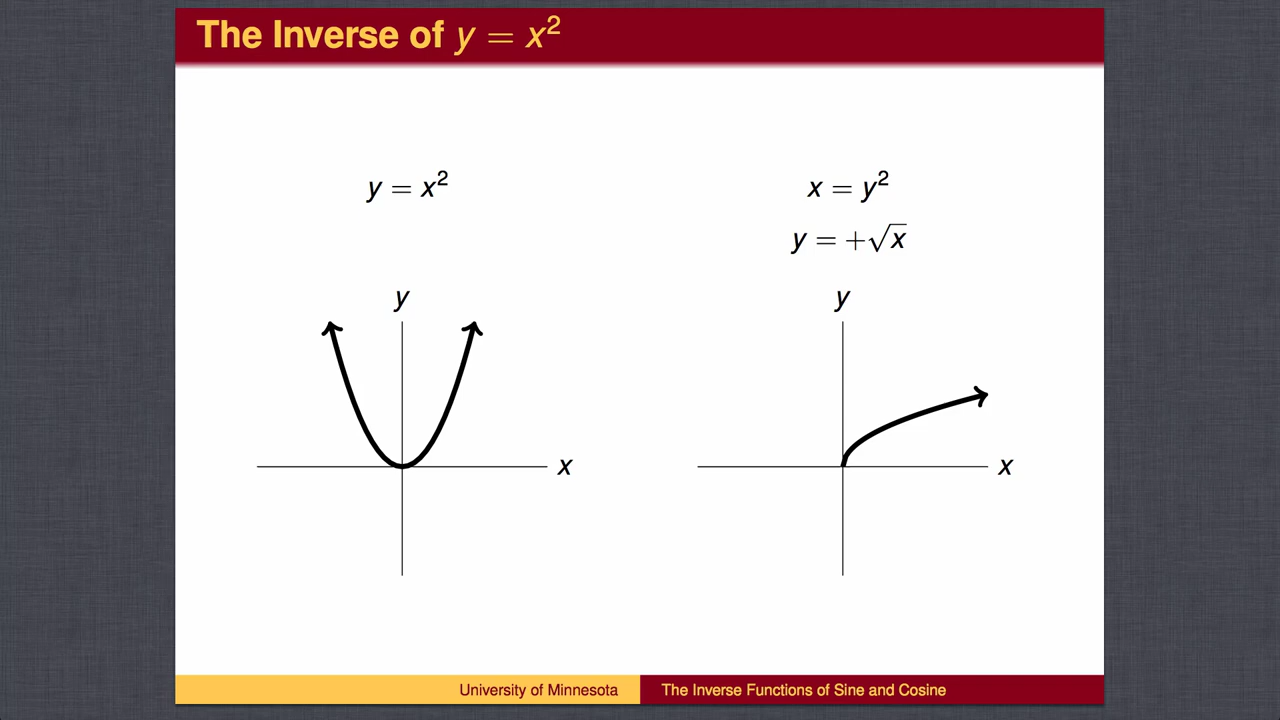 The Inverse of y = x²
y = x²
x = y²
y = +√x
y
x
y
x
University of Minnesota
The Inverse Functions of Sine and Cosine